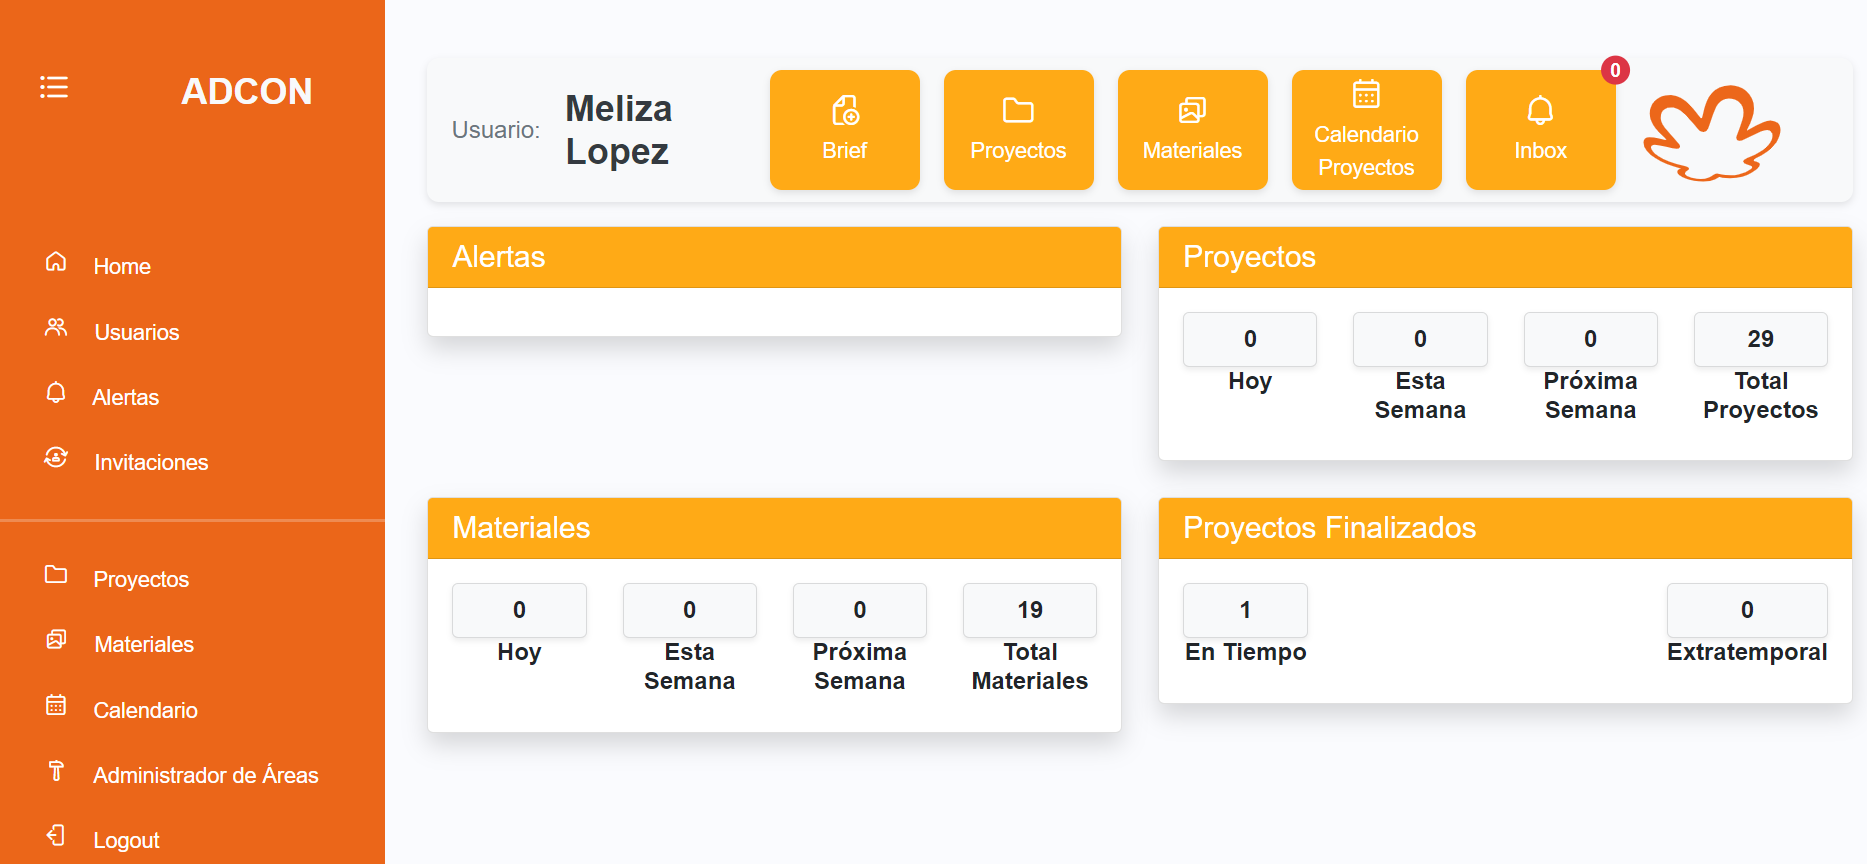 ADCON
Home
Usuarios
Alertas
Invitaciones
Proyectos
Materiales
Calendario
Administrador de Áreas
Logout
Usuario:
Meliza
Lopez
Brief
Proyectos
Materiales
Calendario
Proyectos
0
Inbox
Alertas
Proyectos
0
Hoy
0
Esta
Semana
0
Próxima
Semana
29
Total
Proyectos
Materiales
0
Hoy
0
Esta
Semana
0
Próxima
Semana
19
Total
Materiales
Proyectos Finalizados
1
En Tiempo
0
Extratemporal